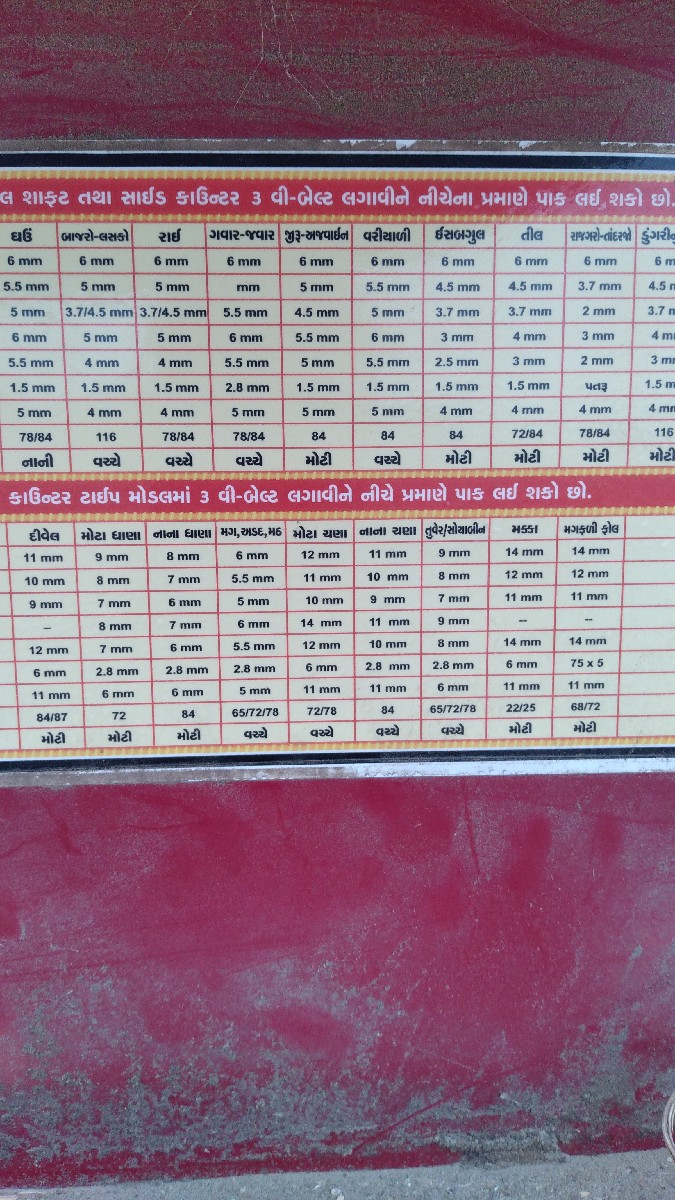 લ શાફ્ટ તથા સાઈડ કાઉન્ટર ૩ વી-બેલ્ટ લગાવીને નીચેના પ્રમાણે પાક લઈ શકો છો.
ઘઉં બાજરો-લસકો રાઈ ગવાર-જવાર જીરૂ-અજવાઈન વરીયાળી ઈસબગુલ તીલ રાજગરો-તાંદરજો
6 mm 6 mm 6 mm 6 mm 6 mm 6 mm 6 mm 6 mm 6 mm
5.5 mm 5 mm 5 mm mm 5 mm 5.5 mm 4.5 mm 4.5 mm 3.7 mm
5 mm 3.7/4.5 mm 3.7/4.5 mm 5.5 mm 4.5 mm 5 mm 3.7 mm 3.7 mm 2 mm
6 mm 5 mm 5 mm 6 mm 5.5 mm 6 mm 3 mm 4 mm 3 mm
5.5 mm 4 mm 4 mm 5.5 mm 5 mm 5.5 mm 2.5 mm 3 mm 2 mm
1.5 mm 1.5 mm 1.5 mm 2.8 mm 1.5 mm 1.5 mm 1.5 mm 1.5 mm પતરૂ 1.5
5 mm 4 mm 4 mm 5 mm 5 mm 5 mm 4 mm 4 mm 4 mm
78/84 116 78/84 78/84 84 84 84 72/84 78/84 116
નાની વચ્ચે વચ્ચે વચ્ચે મોટી વચ્ચે મોટી મોટી મોટી મોટી
કાઉન્ટર ટાઈપ મોડલમાં ૩ વી-બેલ્ટ લગાવીને નીચે પ્રમાણે પાક લઈ શકો છો.
દીવેલ મોટા ધાણા નાના ધાણા મગ,અડદ,મઠ મોટા ચણા નાના ચણા તુવેર/સોયાબીન મક્કા મગફળી ફોલ
11 mm 9 mm 8 mm 6 mm 12 mm 11 mm 9 mm 14 mm 14 mm
10 mm 8 mm 7 mm 5.5 mm 11 mm 10 mm 8 mm 12 mm 12 mm
9 mm 7 mm 6 mm 5 mm 10 mm 9 mm 7 mm 11 mm 11 mm
– 8 mm 7 mm 6 mm 14 mm 11 mm 9 mm -- --
12 mm 7 mm 6 mm 5.5 mm 12 mm 10 mm 8 mm 14 mm 14 mm
6 mm 2.8 mm 2.8 mm 2.8 mm 6 mm 2.8 mm 2.8 mm 6 mm 75 x 5
11 mm 6 mm 6 mm 5 mm 11 mm 11 mm 6 mm 11 mm 11 mm
84/87 72 84 65/72/78 72/78 84 65/72/78 22/25 68/72
મોટી મોટી મોટી વચ્ચે વચ્ચે વચ્ચે વચ્ચે મોટી મોટી